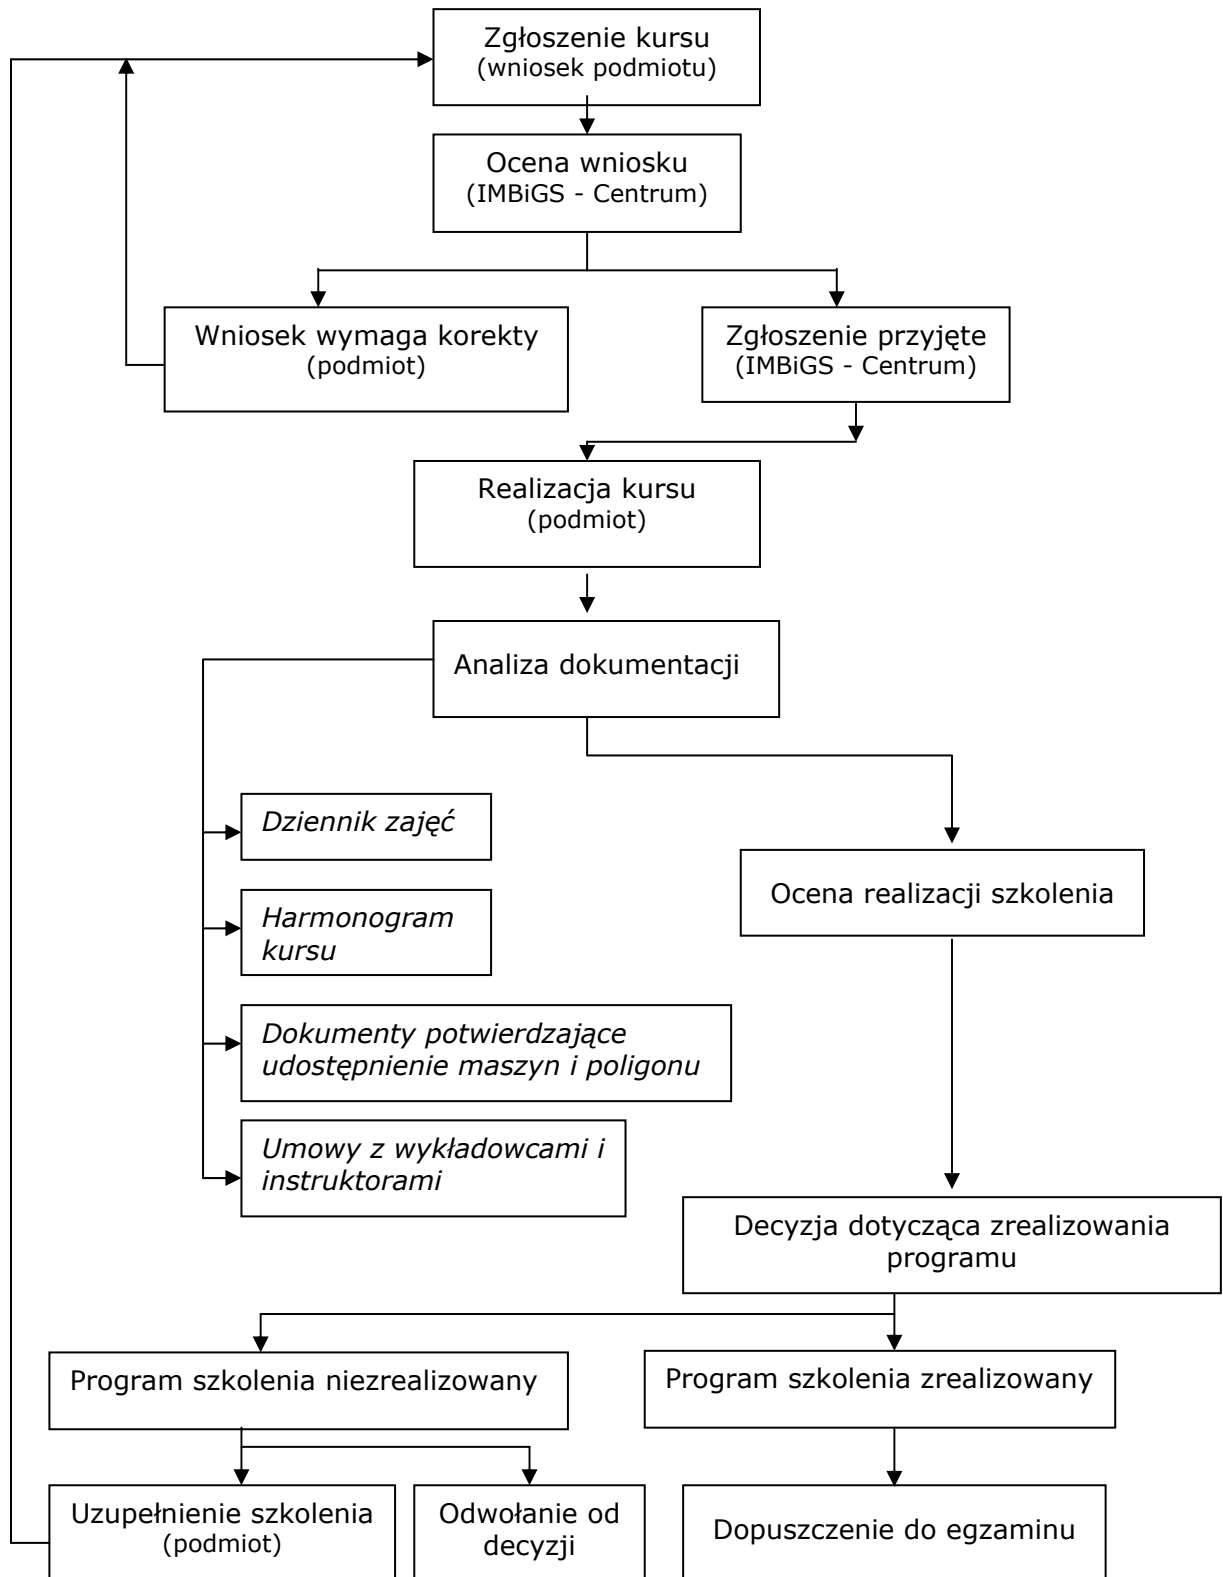 Zgłoszenie kursu
(wniosek podmiotu)
Ocena wniosku
(IMBiGS - Centrum)
Wniosek wymaga korekty
(podmiot)
Zgłoszenie przyjęte
(IMBiGS - Centrum)
Realizacja kursu
(podmiot)
Analiza dokumentacji
Dziennik zajęć
Harmonogram
kursu
Dokumenty potwierdzające
udostępnienie maszyn i poligonu
Umowy z wykładowcami i
instruktorami
Ocena realizacji szkolenia
Decyzja dotycząca zrealizowania
programu
Program szkolenia niezrealizowany
Program szkolenia zrealizowany
Uzupełnienie szkolenia
(podmiot)
Odwołanie od
decyzji
Dopuszczenie do egzaminu